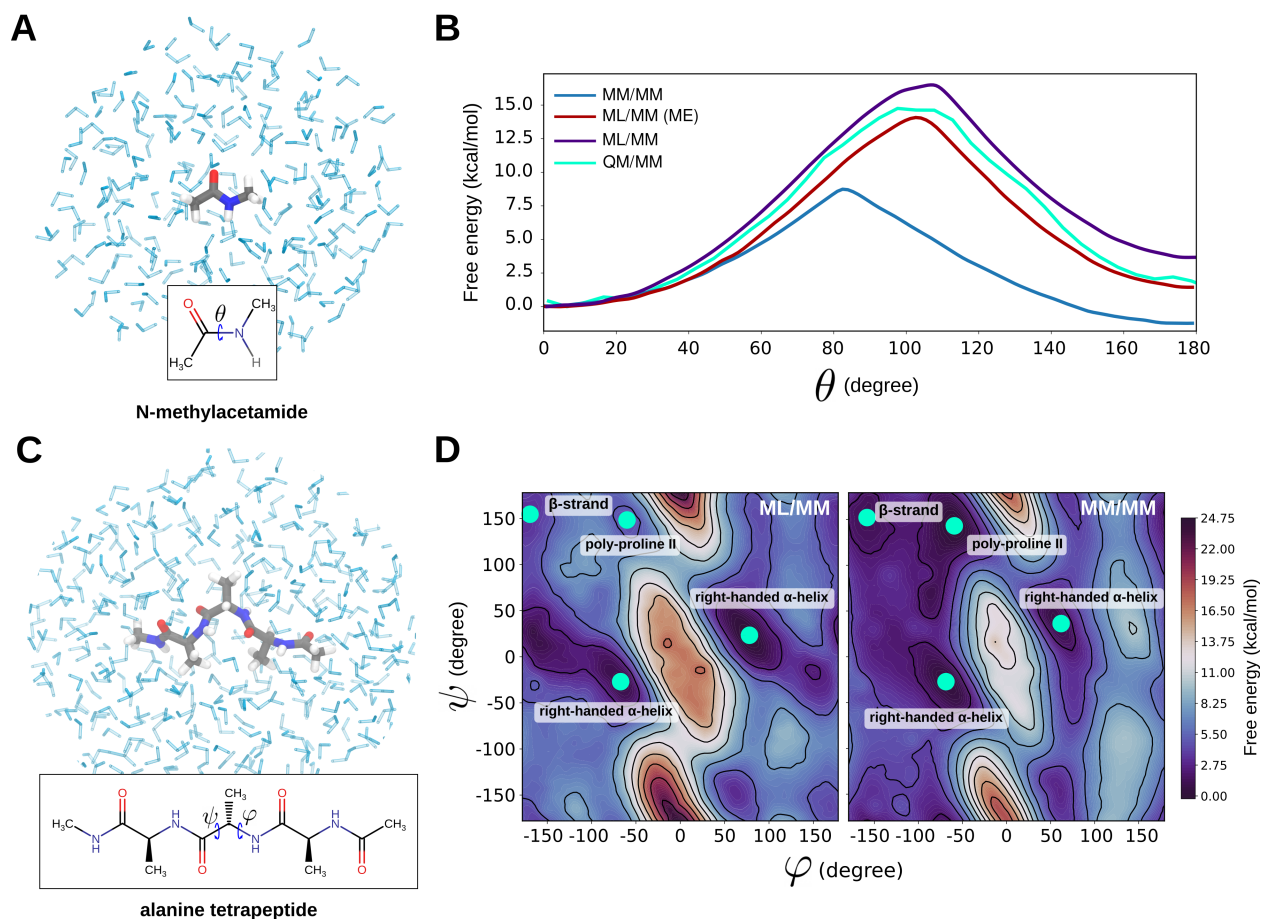 A
O
θ
CH₃
N
H₃C
H
N-methylacetamide
B
MM/MM
ML/MM (ME)
ML/MM
QM/MM
Free energy (kcal/mol)
15.0
12.5
10.0
7.5
5.0
2.5
0.0
0 20 40 60 80 100 120 140 160 180
θ (degree)
C
O CH₃ O
H₃C NH ψ φ NH CH₃
N H NH
CH₃ O CH₃ O
alanine tetrapeptide
D
ML/MM
β-strand
poly-proline II
right-handed α-helix
right-handed α-helix
MM/MM
β-strand
poly-proline II
right-handed α-helix
right-handed α-helix
ψ (degree)
150
100
50
0
-50
-100
-150
-150 -100 -50 0 50 100 150
-150 -100 -50 0 50 100 150
φ (degree)
24.75
22.00
19.25
16.50
13.75
11.00
8.25
5.50
2.75
0.00
Free energy (kcal/mol)